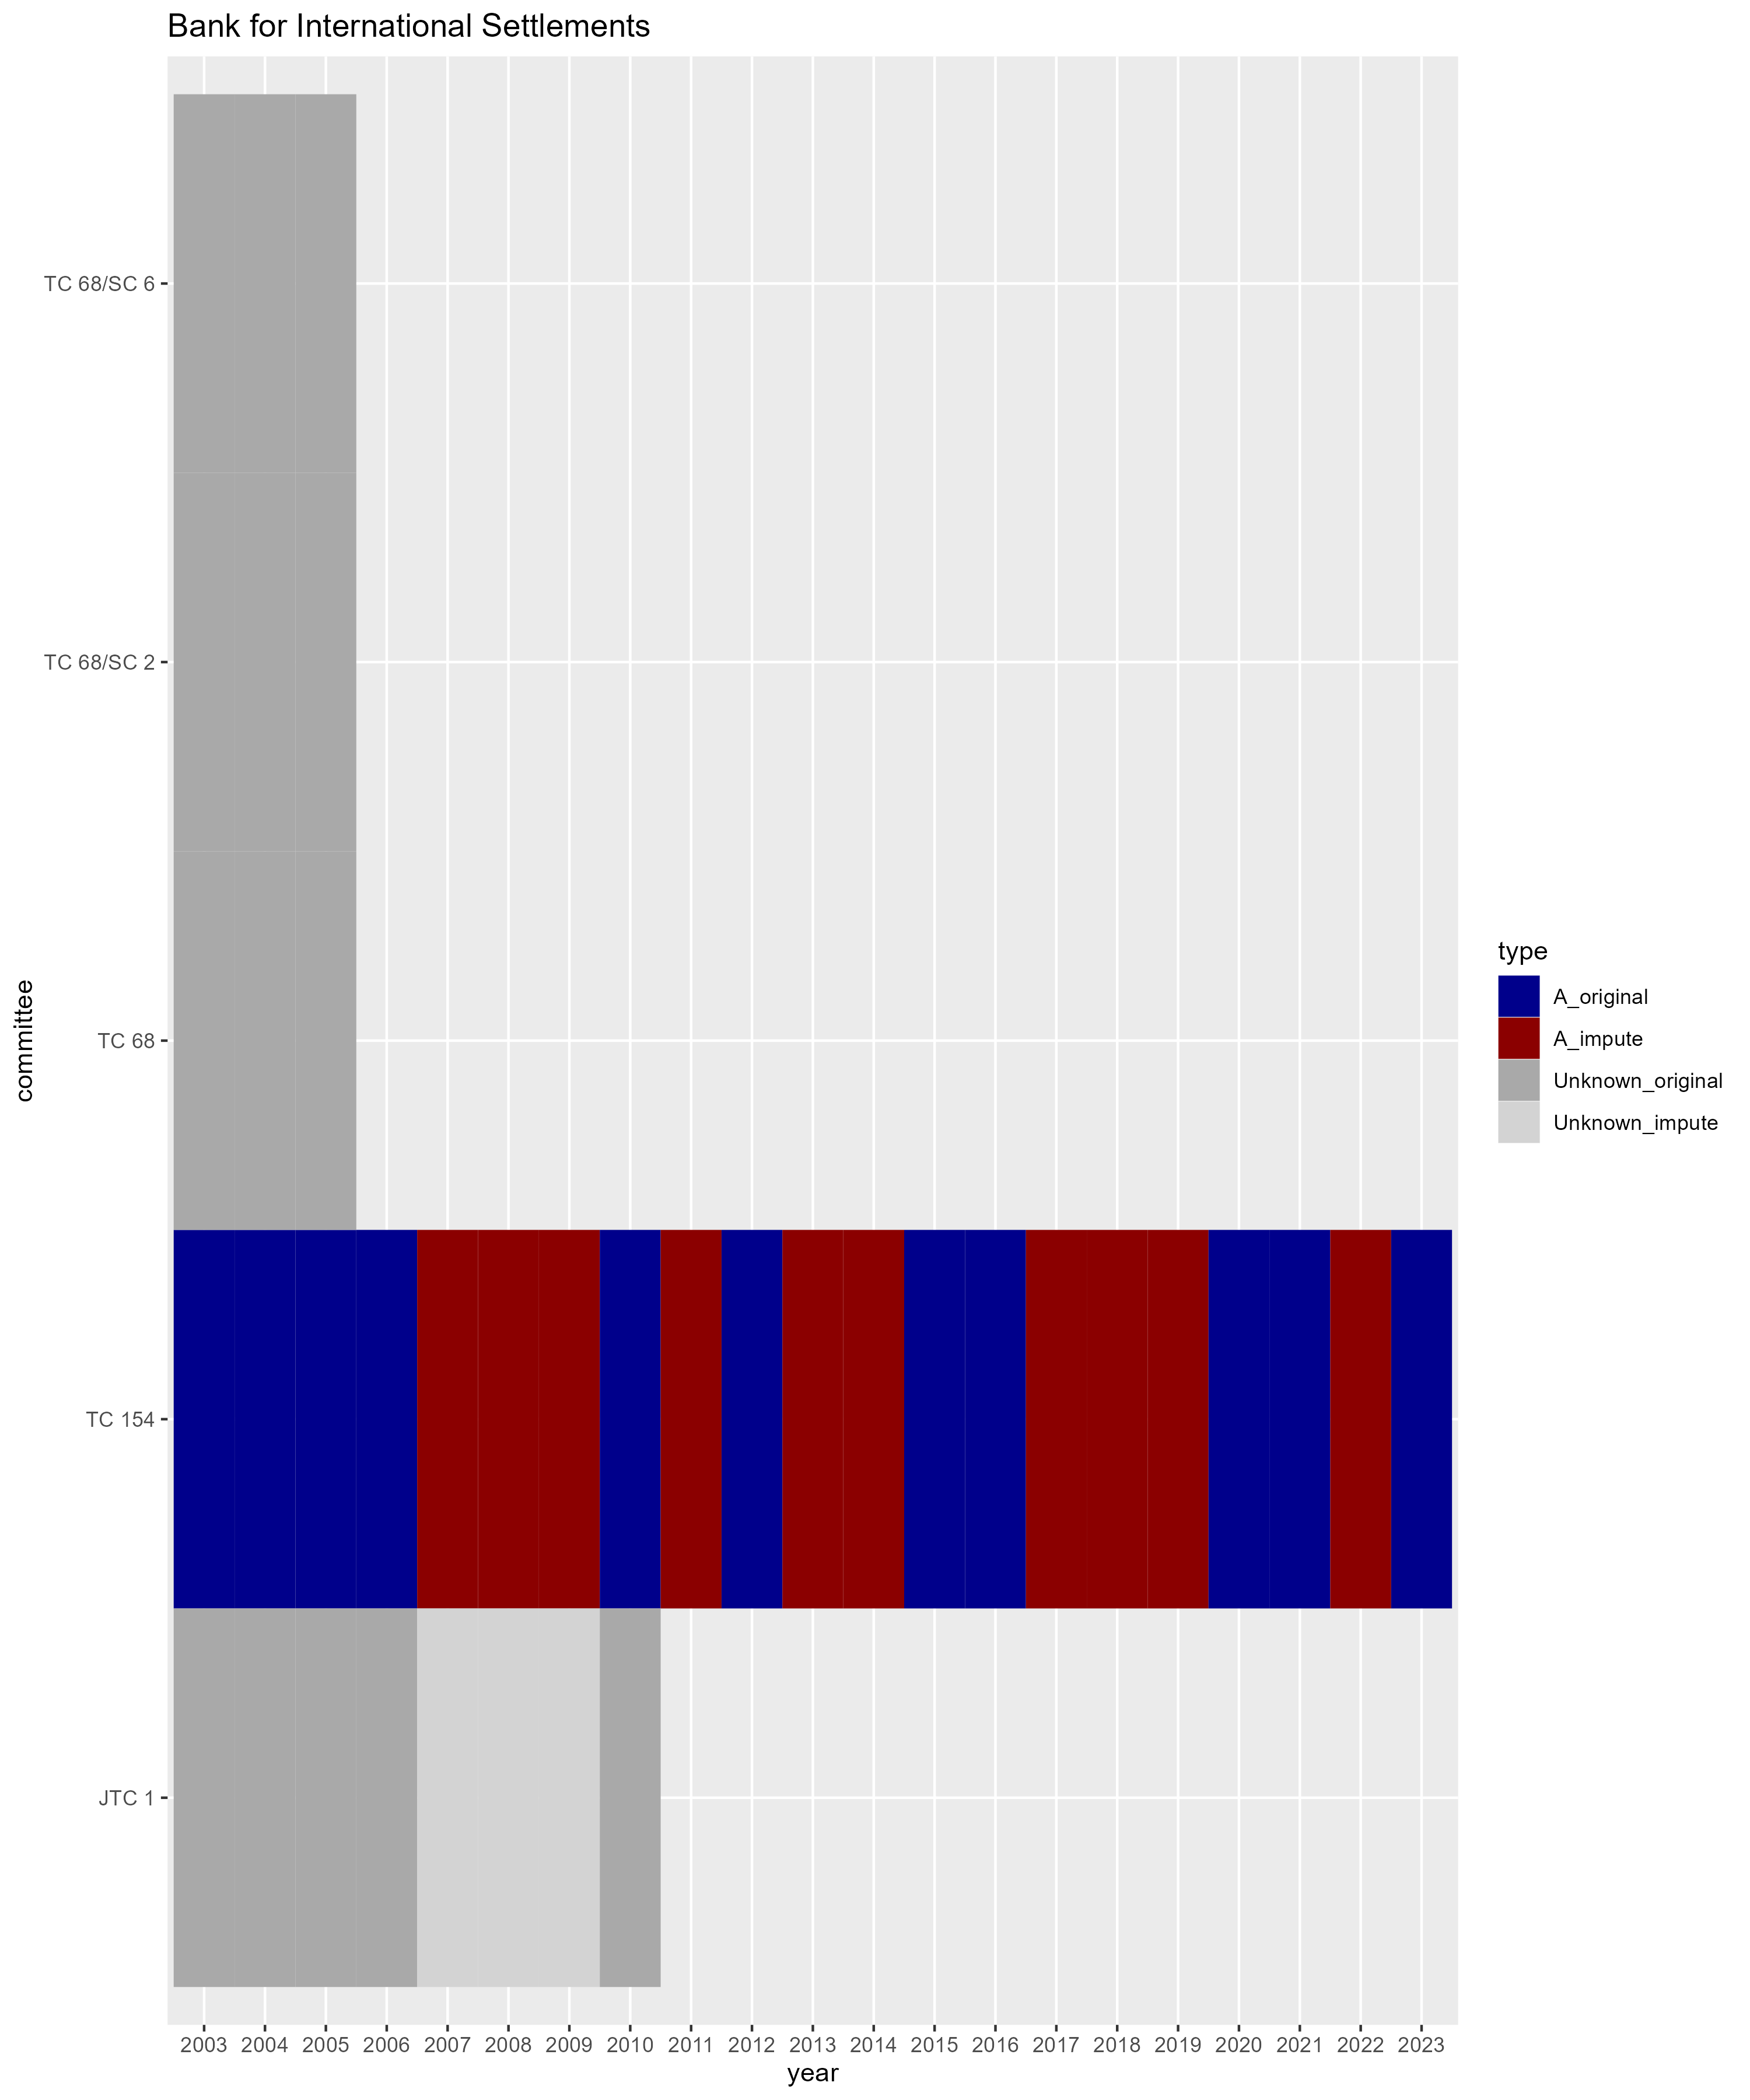 Bank for International Settlements
TC 68/SC 6
TC 68/SC 2
TC 68
TC 154
JTC 1
committee
2003 2004 2005 2006 2007 2008 2009 2010 2011 2012 2013 2014 2015 2016 2017 2018 2019 2020 2021 2022 2023
year
type
A_original
A_impute
Unknown_original
Unknown_impute